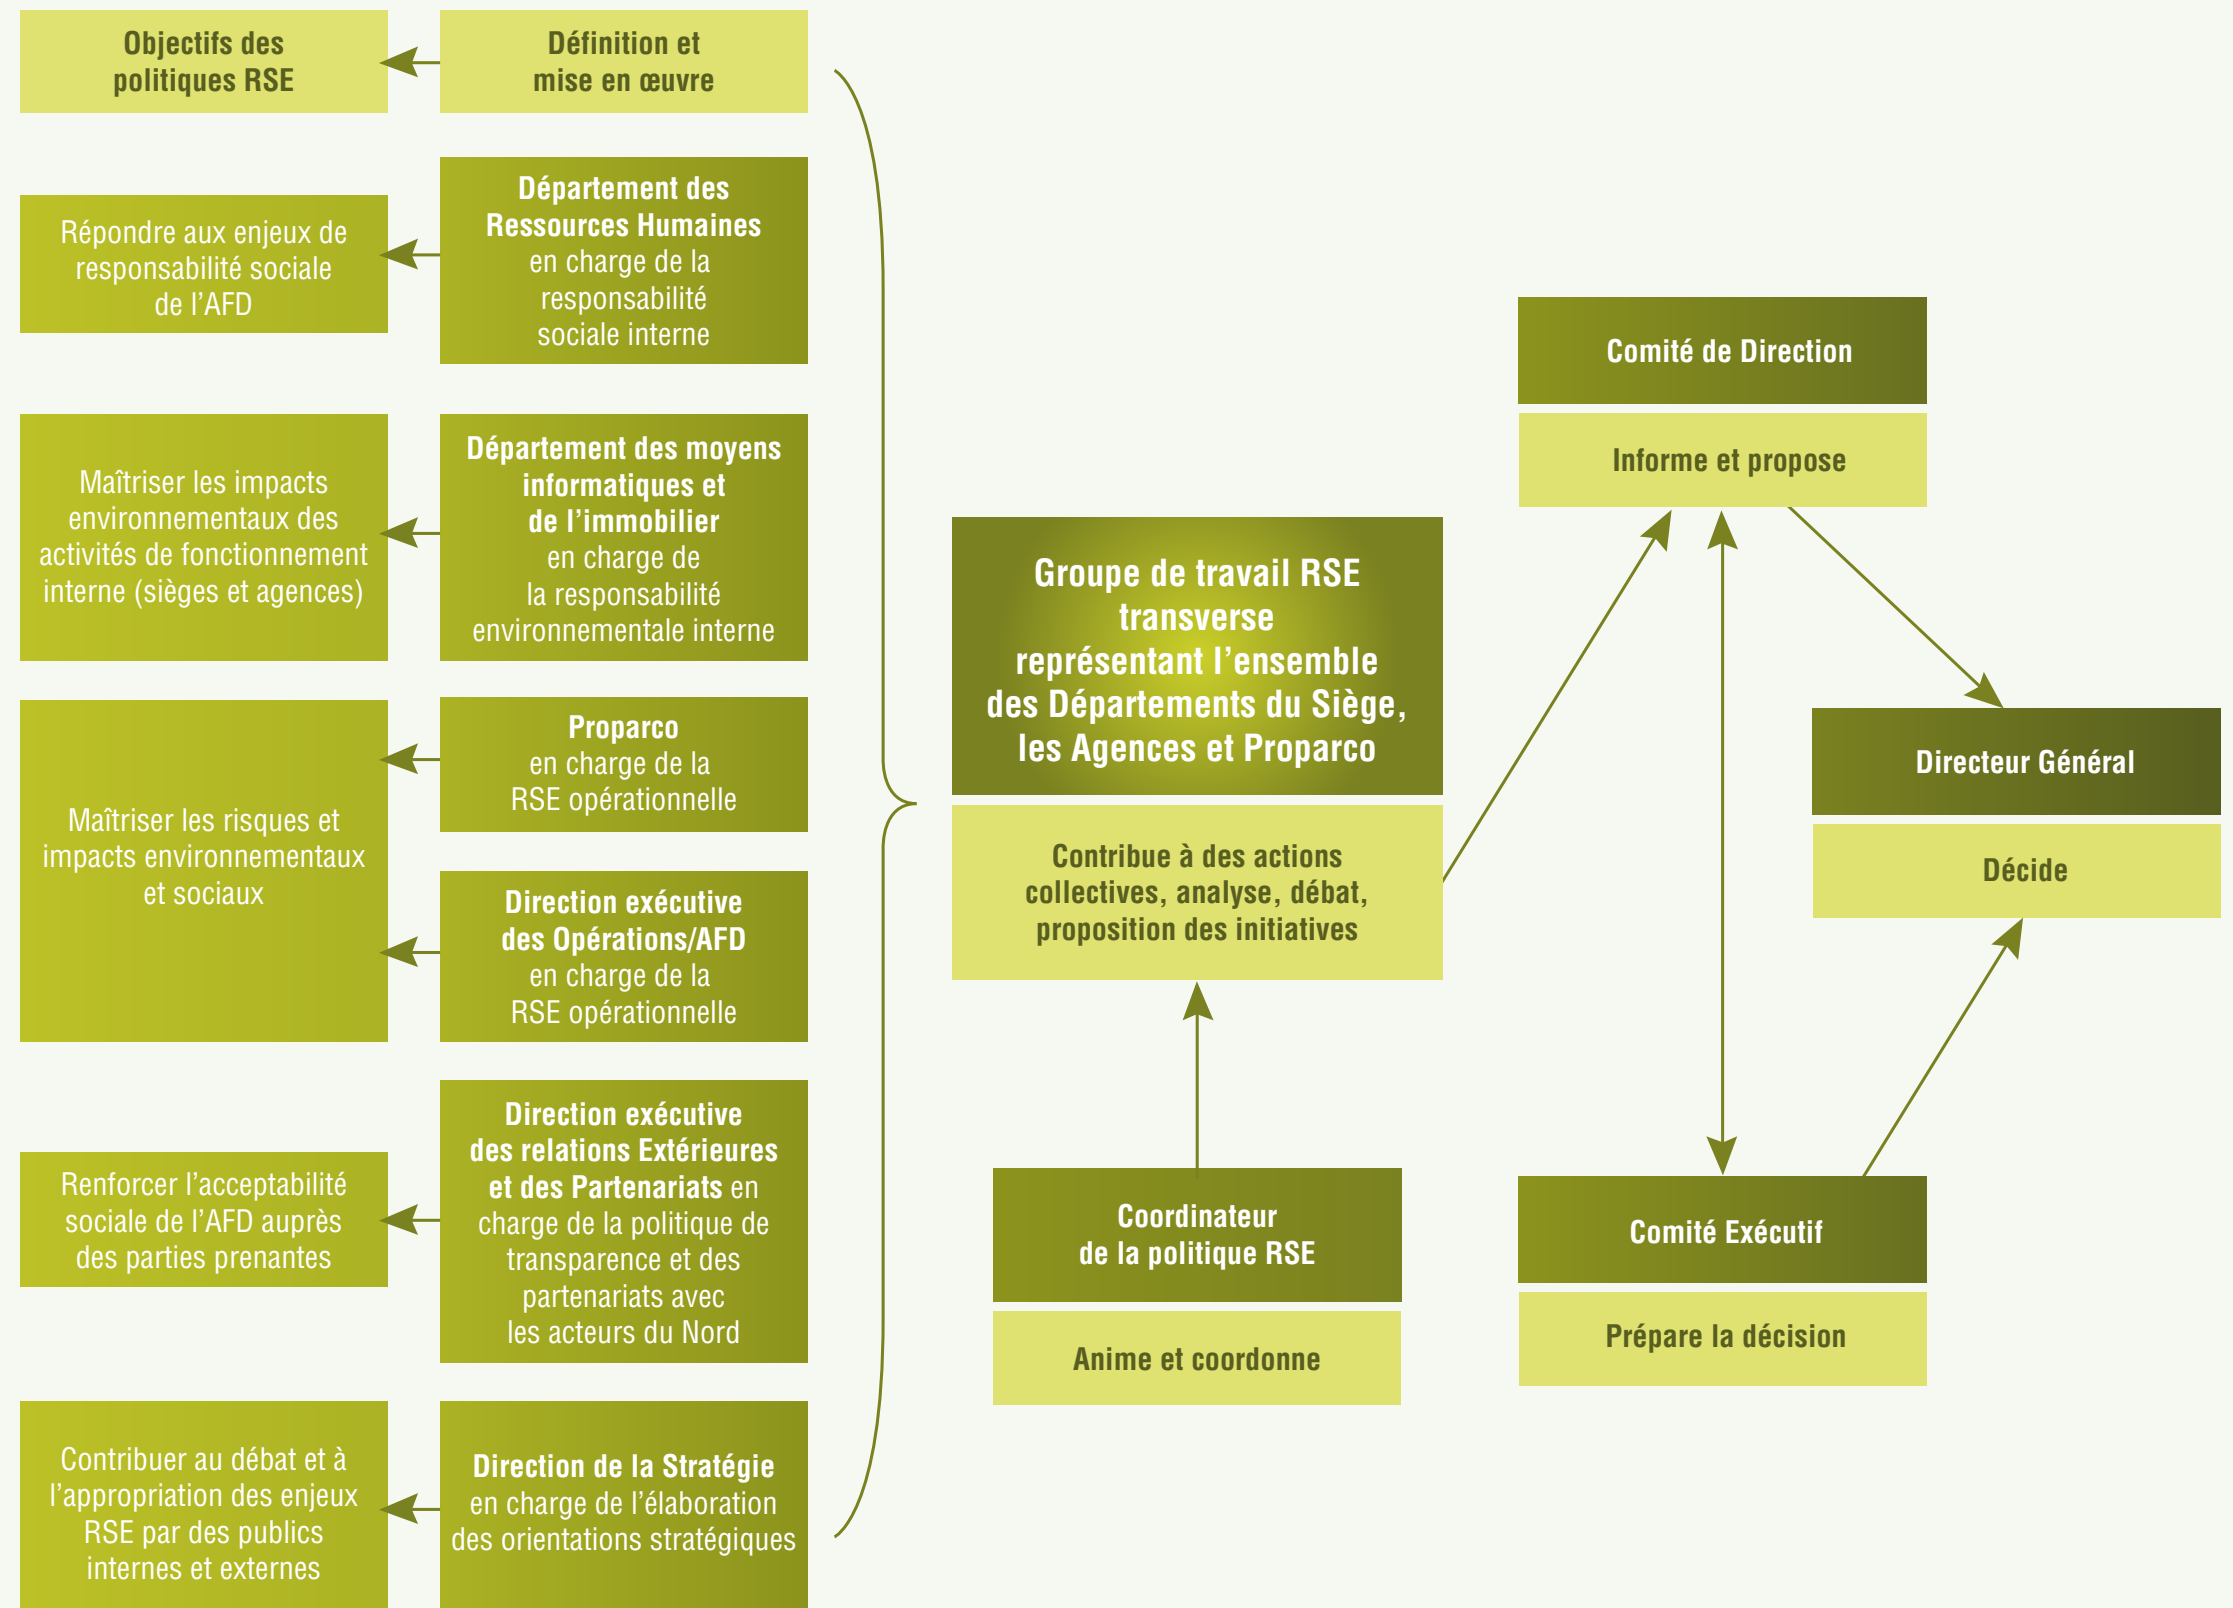 Objectifs des
politiques RSE
Définition et
mise en œuvre
Répondre aux enjeux de
responsabilité sociale
de l’AFD
Département des
Ressources Humaines
en charge de la
responsabilité
sociale interne
Maîtriser les impacts
environnementaux des
activités de fonctionnement
interne (sièges et agences)
Département des moyens
informatiques et
de l’immobilier
en charge de
la responsabilité
environnementale interne
Maîtriser les risques et
impacts environnementaux
et sociaux
Proparco
en charge de la
RSE opérationnelle
Direction exécutive
des Opérations/AFD
en charge de la
RSE opérationnelle
Renforcer l’acceptabilité
sociale de l’AFD auprès
des parties prenantes
Direction exécutive
des relations Extérieures
et des Partenariats en
charge de la politique de
transparence et des
partenariats avec
les acteurs du Nord
Contribuer au débat et à
l’appropriation des enjeux
RSE par des publics
internes et externes
Direction de la Stratégie
en charge de l’élaboration
des orientations stratégiques
Groupe de travail RSE
transverse
représentant l’ensemble
des Départements du Siège,
les Agences et Proparco
Contribue à des actions
collectives, analyse, débat,
proposition des initiatives
Coordinateur
de la politique RSE
Anime et coordonne
Comité de Direction
Informe et propose
Directeur Général
Décide
Comité Exécutif
Prépare la décision